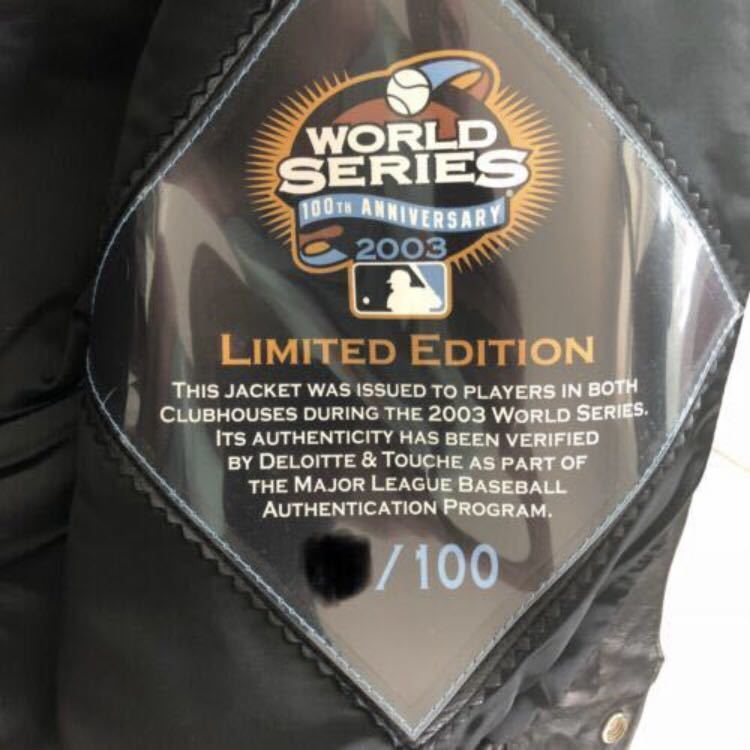 WORLD
SERIES
100TH ANNIVERSARY
2003
LIMITED EDITION
THIS JACKET WAS ISSUED TO PLAYERS IN BOTH
CLUBHOUSES DURING THE 2003 WORLD SERIES.
ITS AUTHENTICITY HAS BEEN VERIFIED
BY DELOITTE & TOUCHE AS PART OF
THE MAJOR LEAGUE BASEBALL
AUTHENTICATION PROGRAM.
/100